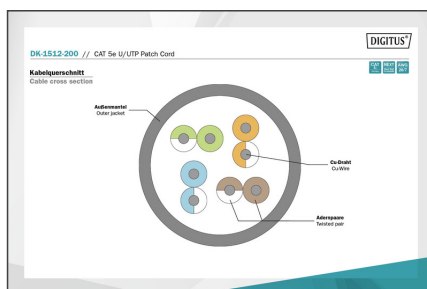 DIGITUS®
DK-1512-200 // CAT 5e U/UTP Patch Cord
Kabelquerschnitt
Cable cross section
Außenmantel
Outer jacket
Cu-Draht
Cu-Wire
Adernpaare
Twisted pair